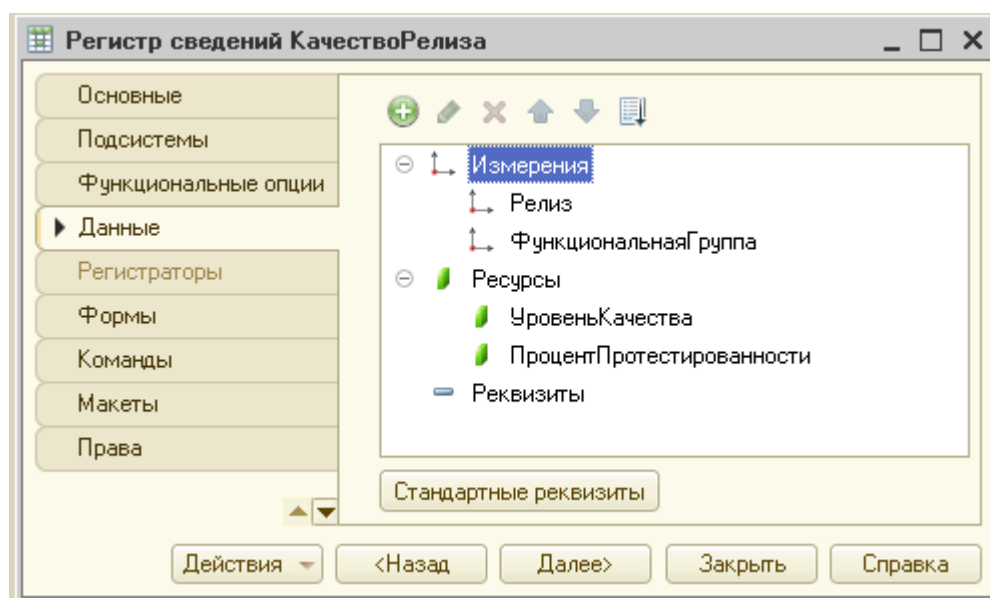 Регистр сведений КачествоРелиза
Основные
Подсистемы
Функциональные опции
Данные
Регистраторы
Формы
Команды
Макеты
Права
Измерения
Релиз
ФункциональнаяГруппа
Ресурсы
УровеньКачества
ПроцентПротестированности
Реквизиты
Стандартные реквизиты
Действия
<Назад
Далее>
Закрыть
Справка